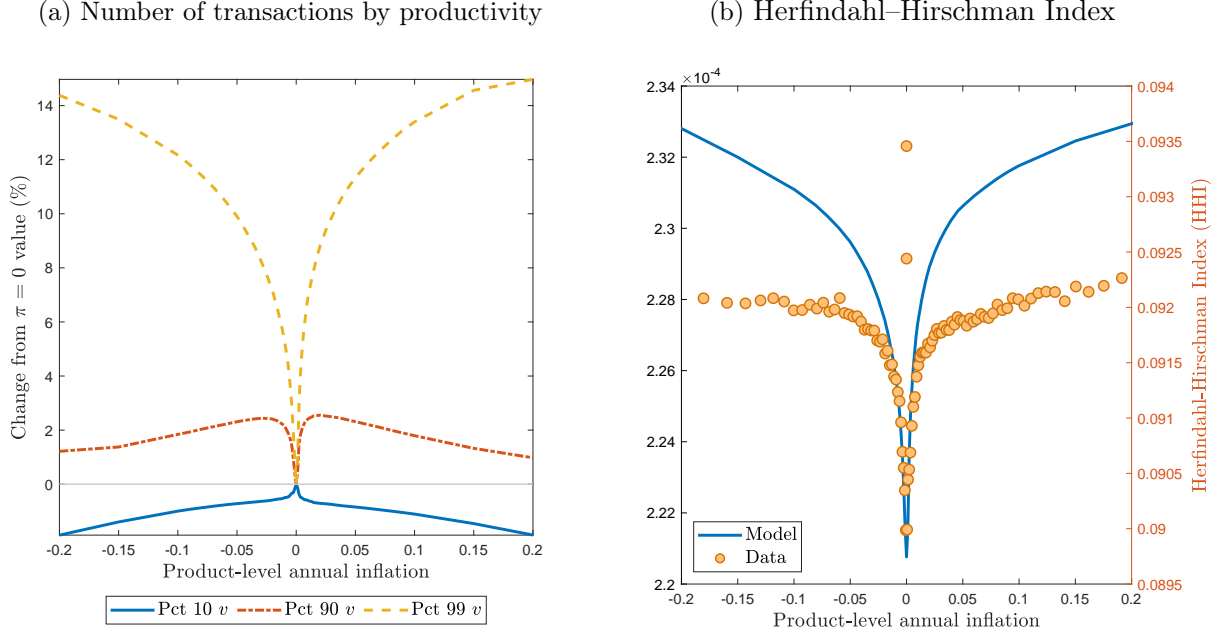 (a) Number of transactions by productivity
14
12
10
8
6
4
2
0
-0.2 -0.15 -0.1 -0.05 0 0.05 0.1 0.15 0.2
Change from π = 0 value (%)
Product-level annual inflation
Pct 10 v Pct 90 v Pct 99 v
(b) Herfindahl–Hirschman Index
×10⁻⁴
2.34
2.32
2.3
2.28
2.26
2.24
2.22
2.2
0.094
0.0935
0.093
0.0925
0.092
0.0915
0.091
0.0905
0.09
0.0895
Herfindahl-Hirschman Index (HHI)
Model
Data
-0.2 -0.15 -0.1 -0.05 0 0.05 0.1 0.15 0.2
Product-level annual inflation